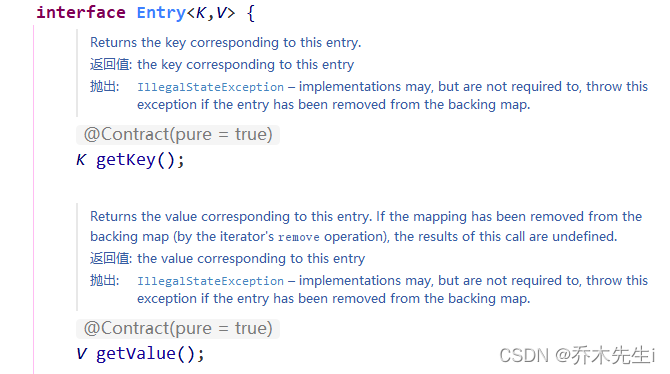 interface Entry<K,V> {
Returns the key corresponding to this entry.
返回值: the key corresponding to this entry
抛出: IllegalStateException – implementations may, but are not required to, throw this
exception if the entry has been removed from the backing map.
@Contract(pure = true)
K getKey();
Returns the value corresponding to this entry. If the mapping has been removed from the
backing map (by the iterator's remove operation), the results of this call are undefined.
返回值: the value corresponding to this entry
抛出: IllegalStateException – implementations may, but are not required to, throw this
exception if the entry has been removed from the backing map.
@Contract(pure = true)
V getValue();
CSDN @乔木先生i